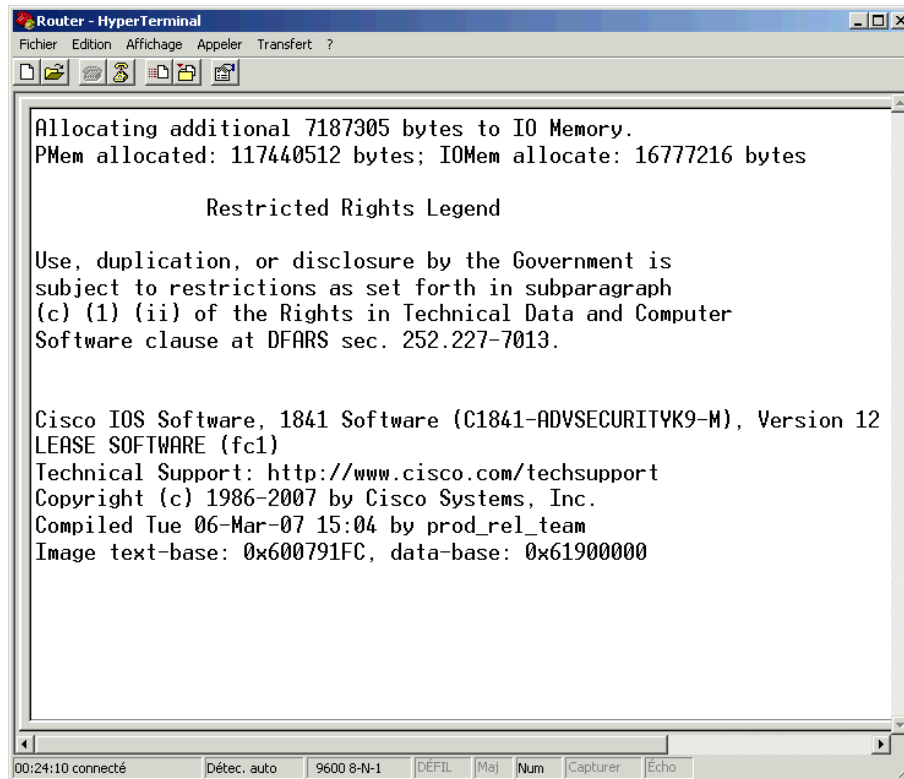 Router - HyperTerminal
Fichier Edition Affichage Appeler Transfert ?
Allocating additional 7187305 bytes to IO Memory.
PMem allocated: 117440512 bytes; IOMem allocate: 16777216 bytes
Restricted Rights Legend
Use, duplication, or disclosure by the Government is
subject to restrictions as set forth in subparagraph
(c) (1) (ii) of the Rights in Technical Data and Computer
Software clause at DFARS sec. 252.227-7013.
Cisco IOS Software, 1841 Software (C1841-ADVSECURITYK9-M), Version 12
LEASE SOFTWARE (fc1)
Technical Support: http://www.cisco.com/techsupport
Copyright (c) 1986-2007 by Cisco Systems, Inc.
Compiled Tue 06-Mar-07 15:04 by prod_rel_team
Image text-base: 0x600791FC, data-base: 0x61900000
00:24:10 connecté Détec. auto 9600 8-N-1 DÉFIL Maj Num Capturer Écho